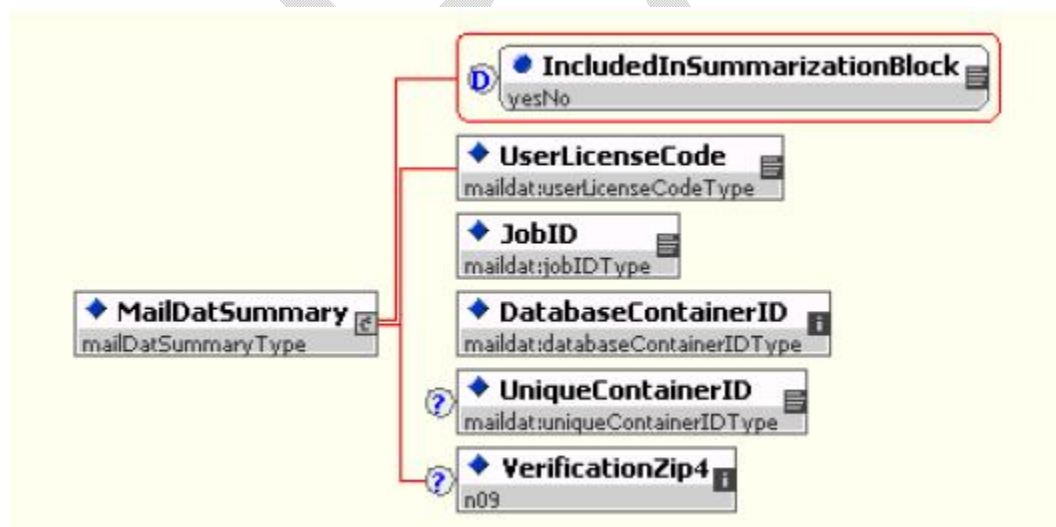 IncludedInSummarizationBlock
D
yesNo
UserLicenseCode
maildat:userLicenseCodeType
JobID
maildat:jobIDType
MailDatSummary
mailDatSummaryType
DatabaseContainerID
maildat:databaseContainerIDType
UniqueContainerID
?
maildat:uniqueContainerIDType
VerificationZip4
?
n09